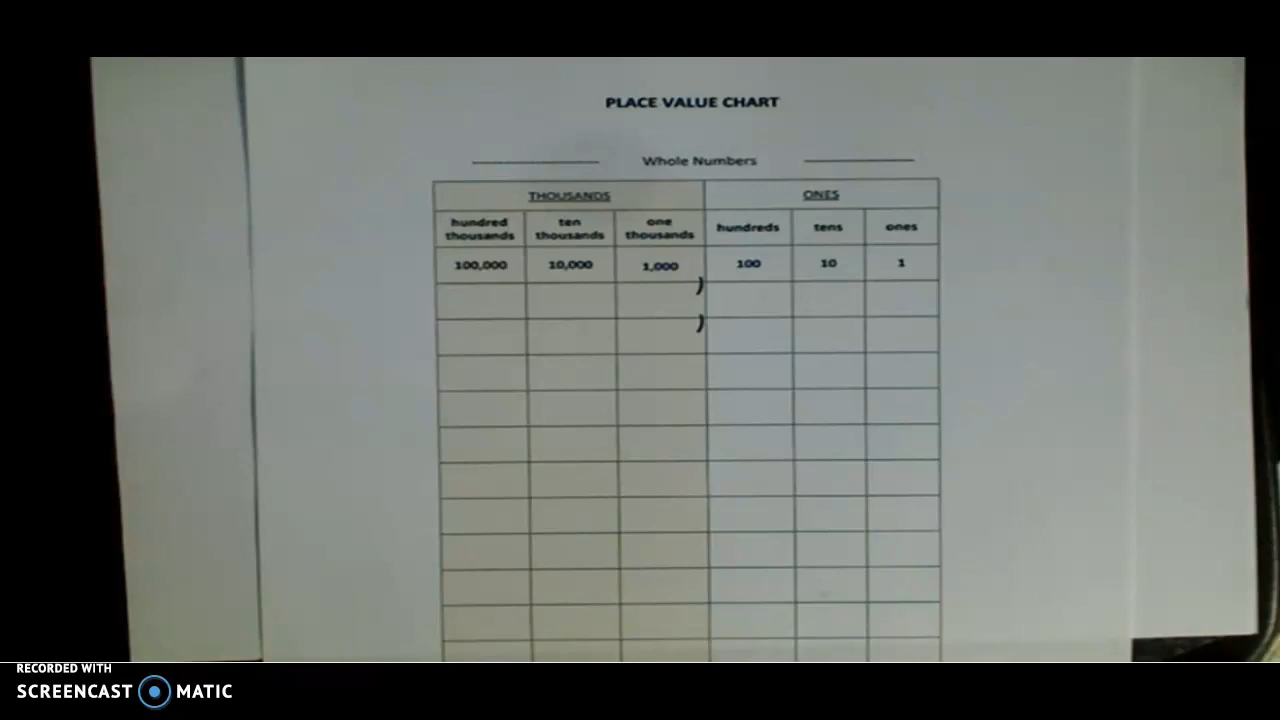 PLACE VALUE CHART
Whole Numbers
THOUSANDS ONES
hundred thousands ten thousands one thousands hundreds tens ones
100,000 10,000 1,000 100 10 1
)
)
RECORDED WITH
SCREENCAST MATIC